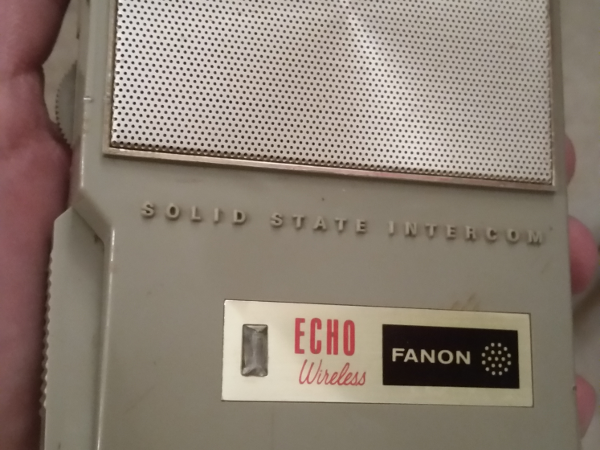 SOLID STATE INTERCOM
ECHO
Wireless
FANON